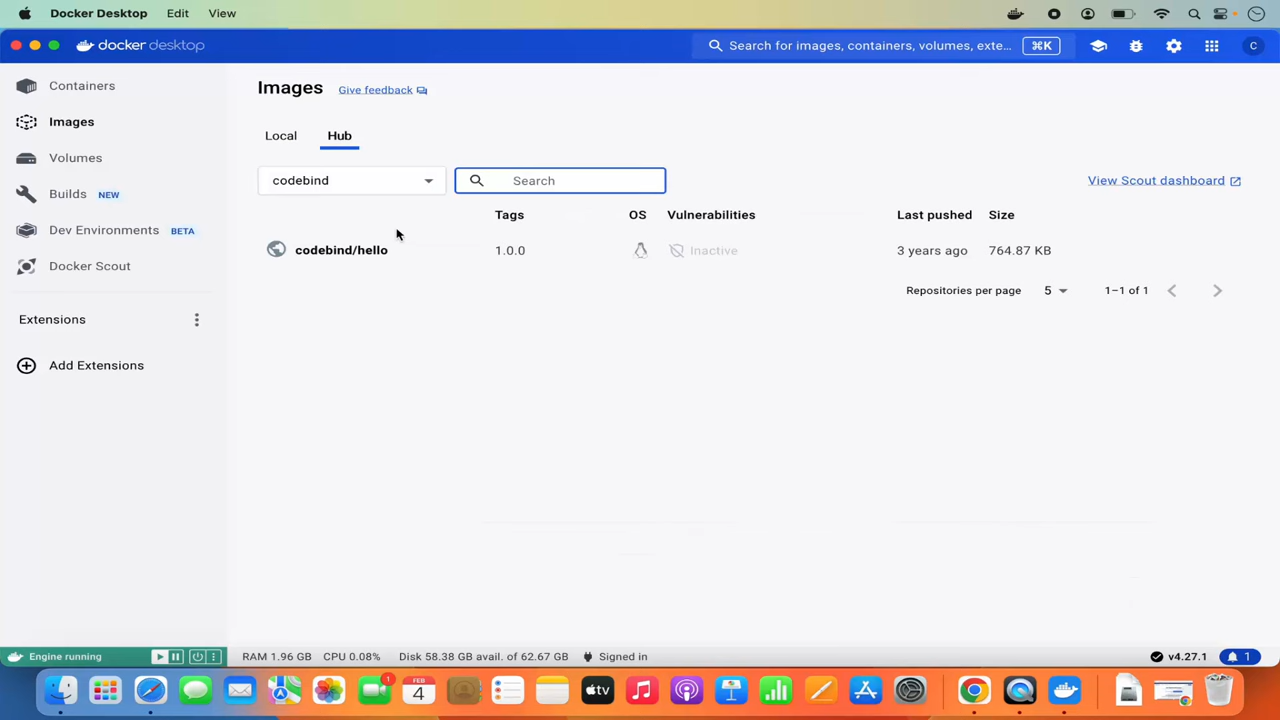 Docker Desktop Edit View
docker desktop
Search for images, containers, volumes, exte... ⌘K C
Containers
Images
Volumes
Builds NEW
Dev Environments BETA
Docker Scout
Extensions
Add Extensions
Images Give feedback
Local Hub
codebind Search View Scout dashboard
Tags OS Vulnerabilities Last pushed Size
codebind/hello 1.0.0 Inactive 3 years ago 764.87 KB
Repositories per page 5 1–1 of 1
Engine running RAM 1.96 GB CPU 0.08% Disk 58.38 GB avail. of 62.67 GB Signed in v4.27.1 1
1 FEB
4
tv